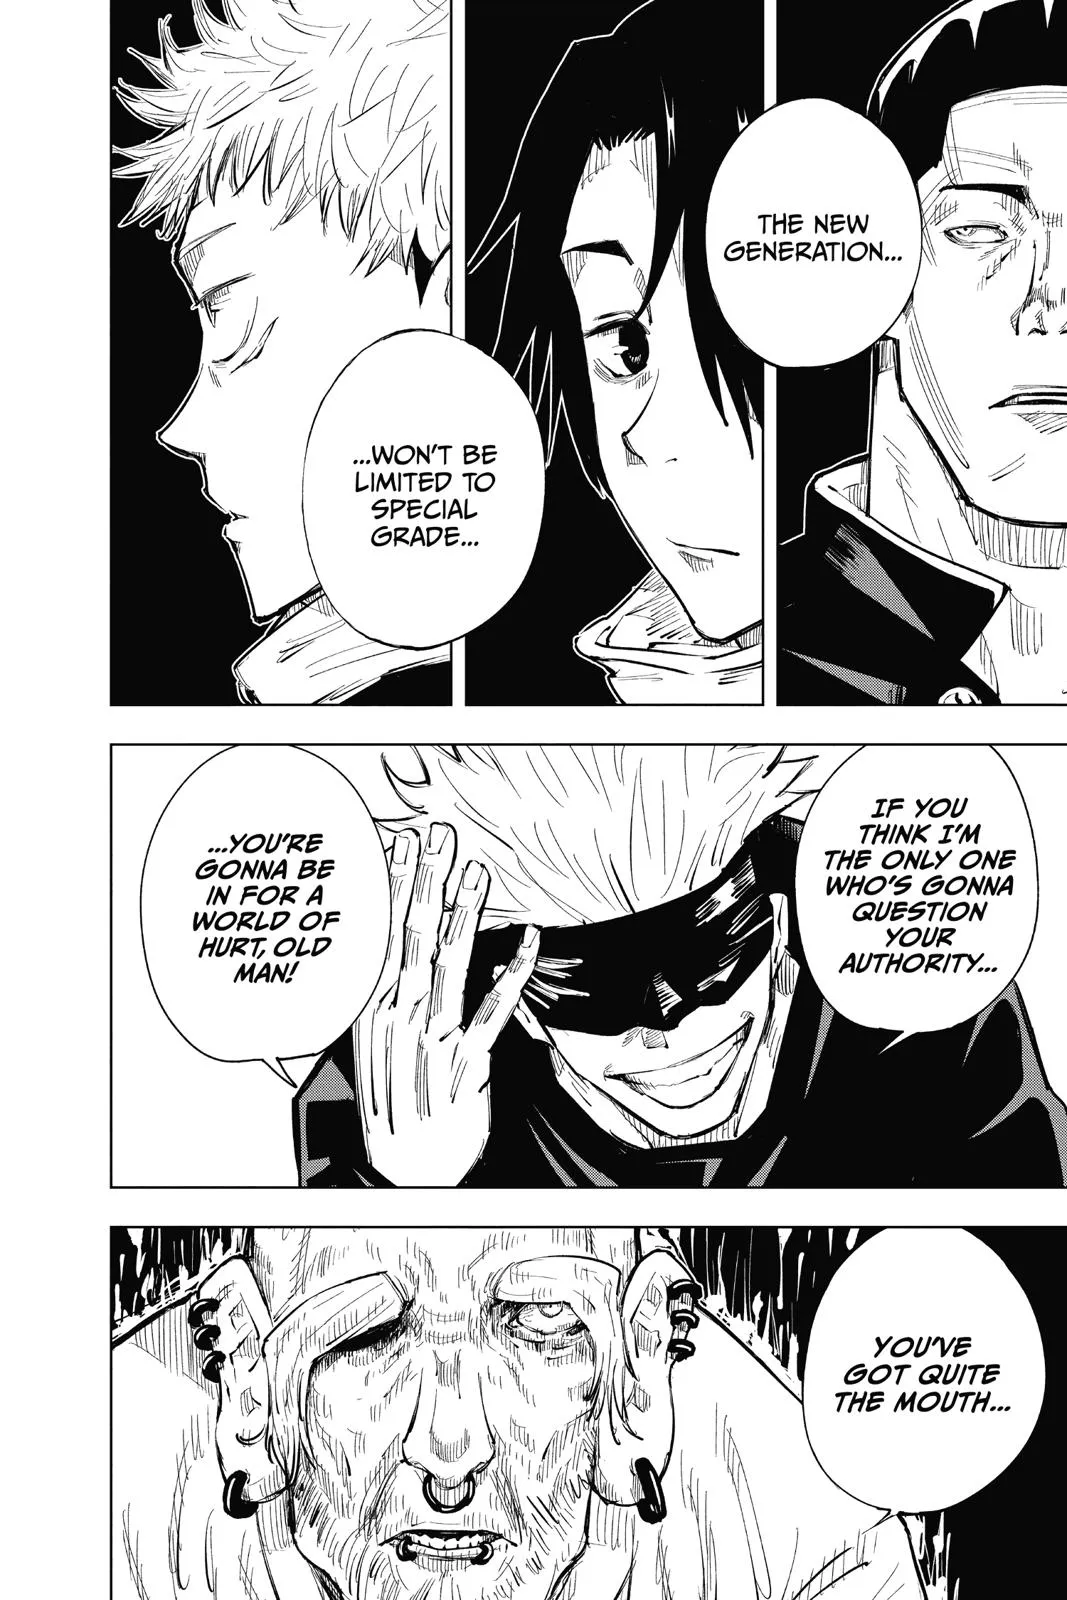 THE NEW
GENERATION...
...WON'T BE
LIMITED TO
SPECIAL
GRADE...
IF YOU
THINK I'M
THE ONLY ONE
WHO'S GONNA
QUESTION
YOUR
AUTHORITY...
...YOU'RE
GONNA BE
IN FOR A
WORLD OF
HURT, OLD
MAN!
YOU'VE
GOT QUITE
THE MOUTH...